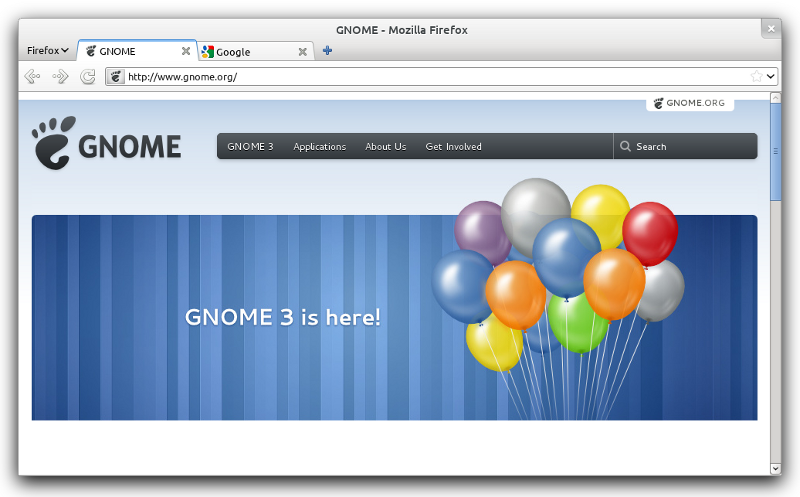 GNOME - Mozilla Firefox
Firefox
GNOME
Google
http://www.gnome.org/
GNOME.ORG
GNOME
GNOME 3
Applications
About Us
Get Involved
Search
GNOME 3 is here!